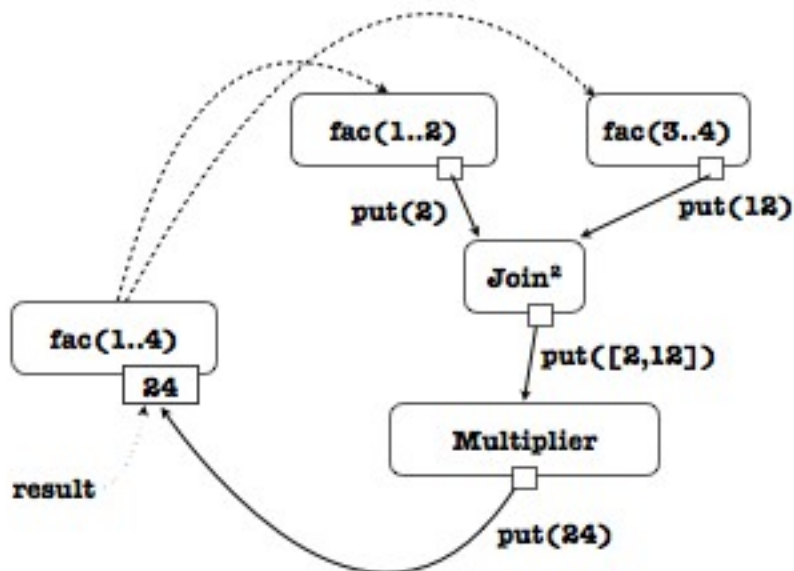 fac(1..2)
fac(3..4)
put(2)
put(12)
Join²
fac(1..4)
24
put([2,12])
Multiplier
result
put(24)